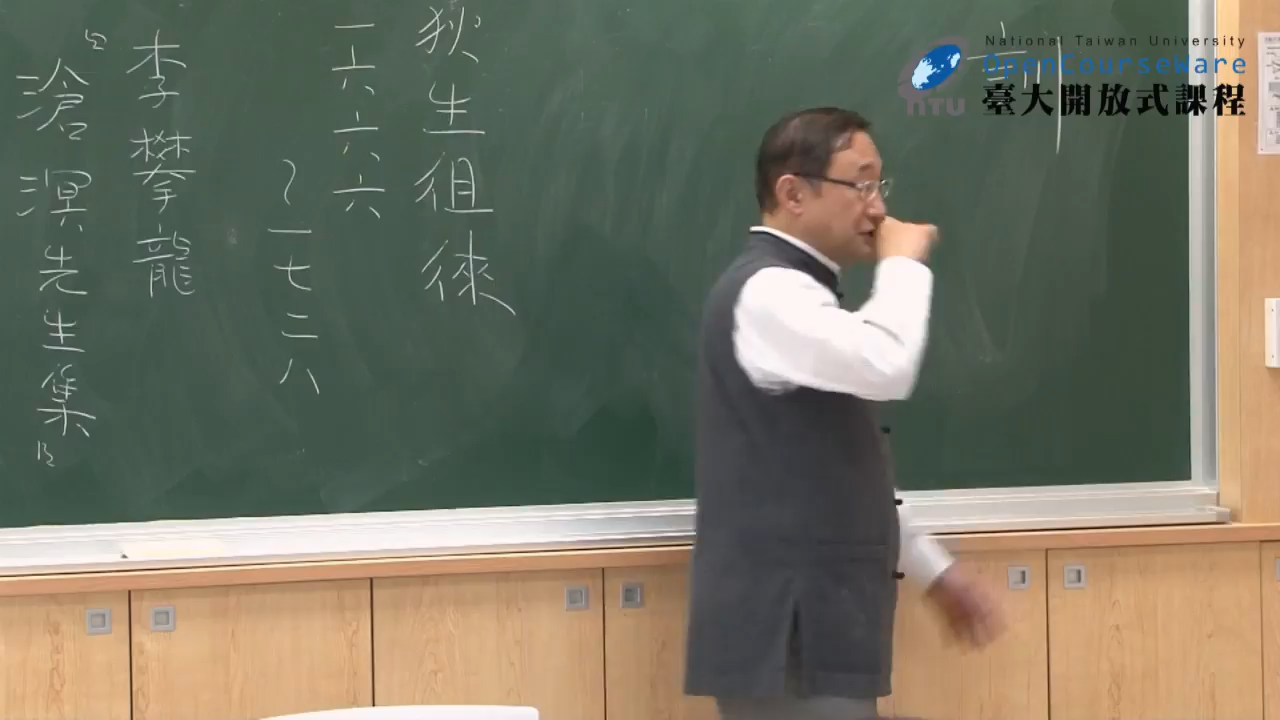 荻生徂徠
一六六六
~一七二八
李攀龍
『滄溟先生集』
National Taiwan University
OpenCourseWare
臺大開放式課程
NTU